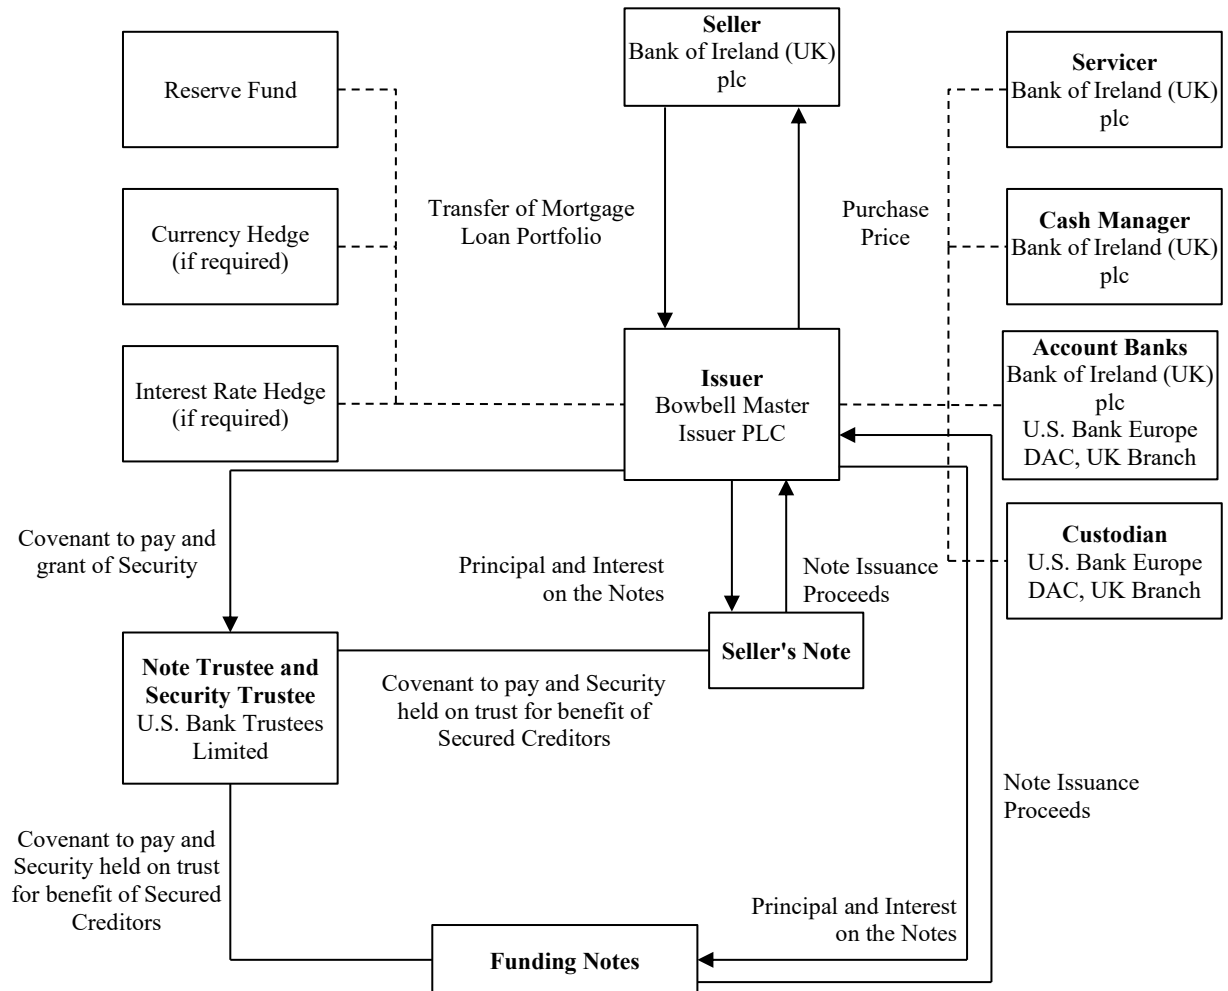 Seller
Bank of Ireland (UK)
plc
Reserve Fund
Servicer
Bank of Ireland (UK)
plc
Currency Hedge
(if required)
Transfer of Mortgage
Loan Portfolio
Purchase
Price
Cash Manager
Bank of Ireland (UK)
plc
Interest Rate Hedge
(if required)
Issuer
Bowbell Master
Issuer PLC
Account Banks
Bank of Ireland (UK)
plc
U.S. Bank Europe
DAC, UK Branch
Covenant to pay and
grant of Security
Principal and Interest
on the Notes
Note Issuance
Proceeds
Custodian
U.S. Bank Europe
DAC, UK Branch
Note Trustee and
Security Trustee
U.S. Bank Trustees
Limited
Seller's Note
Covenant to pay and Security
held on trust for benefit of
Secured Creditors
Note Issuance
Proceeds
Covenant to pay and
Security held on trust
for benefit of Secured
Creditors
Principal and Interest
on the Notes
Funding Notes